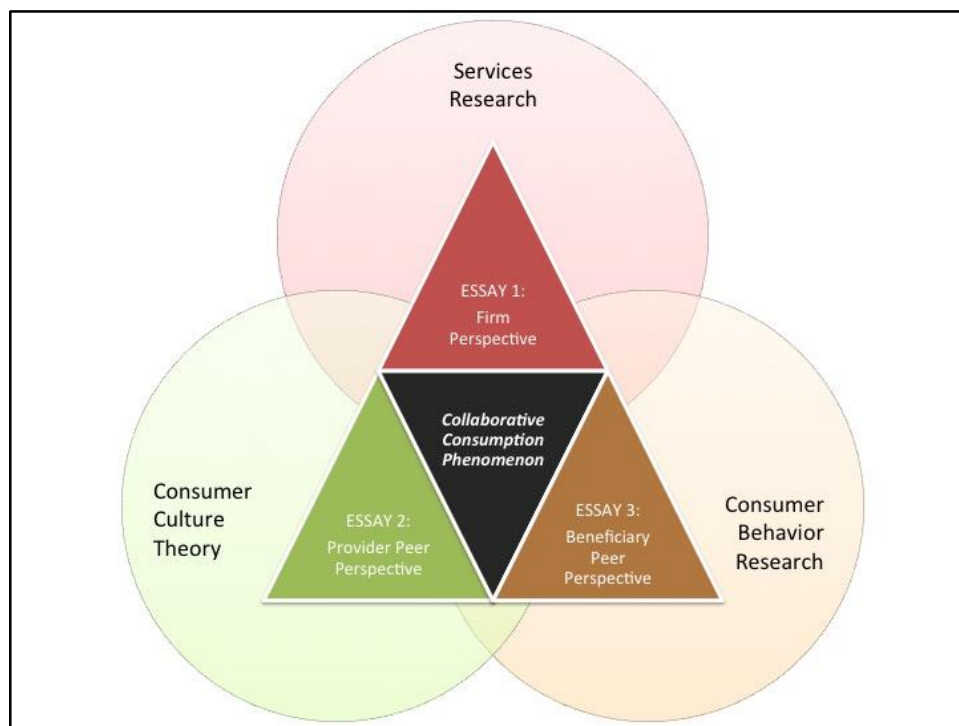 Services
Research
ESSAY 1:
Firm
Perspective
Collaborative
Consumption
Phenomenon
Consumer
Culture
Theory
ESSAY 2:
Provider Peer
Perspective
ESSAY 3:
Beneficiary
Peer
Perspective
Consumer
Behavior
Research